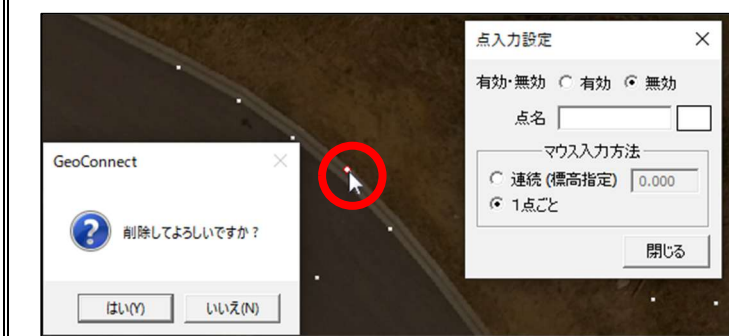 点入力設定
有効・無効 有効 無効
点名
マウス入力方法
連続 (標高指定) 0.000
1点ごと
閉じる
GeoConnect
削除してよろしいですか？
はい(Y) いいえ(N)